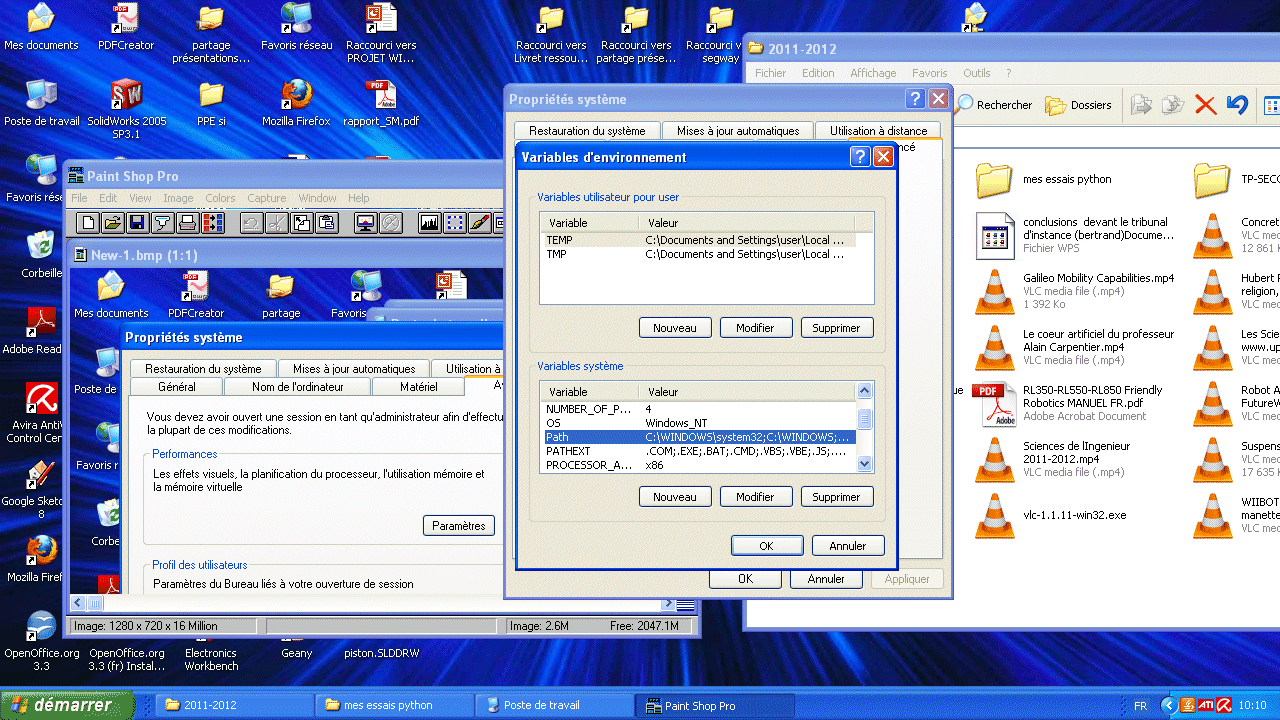 Mes documents
PDFCreator
partage
présentations...
Favoris réseau
Raccourci vers
PROJET WI...
Raccourci vers
Livret ressou...
Raccourci vers
partage prése...
Raccourci v
segway
Poste de travail
SolidWorks 2005
SP3.1
PPE si
Mozilla Firefox
rapport_SM.pdf
Favoris rése
Corbeille
Adobe Read
Avira AntiV
Control Cen
Google Sketc
8
Mozilla Firef
OpenOffice.org
3.3
OpenOffice.org
3.3 (fr) Instal...
Electronics
Workbench
Geany
piston.SLDDRW
2011-2012
Fichier Edition Affichage Favoris Outils ?
Rechercher Dossiers
mes essais python
TP-SECO
conclusions devant le tribunal
d'instance (bertrand)Docume...
Fichier WPS
Concret
VLC med
12 861 K
Galileo Mobility Capabilities.mp4
VLC media file (.mp4)
1 392 Ko
Hubert R
religion,
VLC med
Le coeur artificiel du professeur
Alain Carpentier.mp4
VLC media file (.mp4)
Les Scie
www.up
VLC med
ue
PDF
Adobe
RL350-RL550-RL850 Friendly
Robotics MANUEL FR.pdf
Adobe Acrobat Document
Robot A
FutureW
VLC med
Sciences de lIngenieur
2011-2012.mp4
VLC media file (.mp4)
Suspens
VLC med
17 635 K
vlc-1.1.11-win32.exe
WIIBOT
manette
VLC med
Paint Shop Pro
File Edit View Image Colors Capture Window Help
New-1.bmp (1:1)
Mes documents
PDFCreator
partage
Favoris
Poste de
Favoris r
Corbe
Propriétés système
Restauration du système
Mises à jour automatiques
Utilisation à
Général
Nom de l'ordinateur
Matériel
Vous devez avoir ouvert une session en tant qu'administrateur afin d'effectu
la plupart de ces modifications.
Performances
Les effets visuels, la planification du processeur, l'utilisation mémoire et
la mémoire virtuelle
Paramètres
Profil des utilisateurs
Paramètres du Bureau liés à votre ouverture de session
Image: 1280 x 720 x 16 Million
Image: 2.6M
Free: 2047.1M
Propriétés système
Restauration du système
Mises à jour automatiques
Utilisation à distance
ncé
Variables d'environnement
Variables utilisateur pour user
Variable Valeur
TEMP C:\Documents and Settings\user\Local ...
TMP C:\Documents and Settings\user\Local ...
Nouveau Modifier Supprimer
Variables système
Variable Valeur
NUMBER_OF_P... 4
OS Windows_NT
Path C:\WINDOWS\system32;C:\WINDOWS;...
PATHEXT .COM;.EXE;.BAT;.CMD;.VBS;.VBE;.JS;....
PROCESSOR_A... x86
Nouveau Modifier Supprimer
OK Annuler
OK Annuler Appliquer
démarrer
2011-2012
mes essais python
Poste de travail
Paint Shop Pro
FR
ATI
10:10